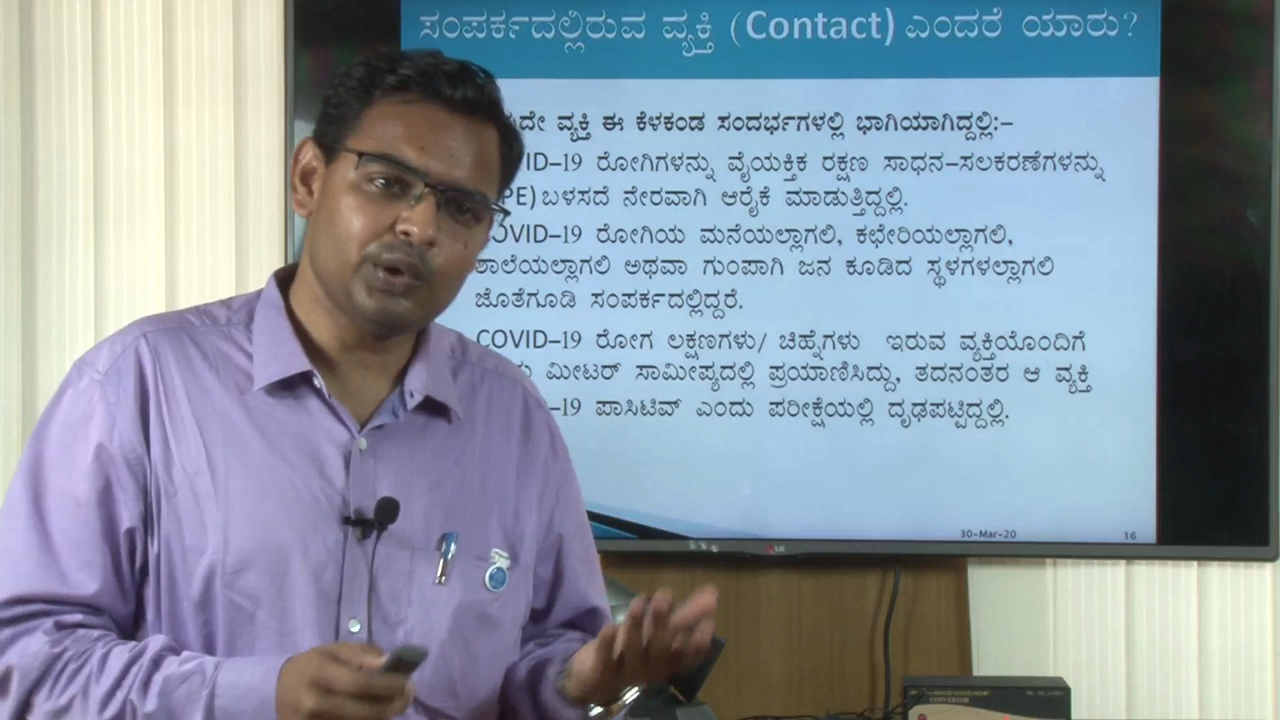 ಸಂಪರ್ಕದಲ್ಲಿರುವ ವ್ಯಕ್ತಿ (Contact) ಎಂದರೆ ಯಾರು?
ವ್ಯಕ್ತಿ ಈ ಕೆಳಕಂಡ ಸಂದರ್ಭಗಳಲ್ಲಿ ಭಾಗಿಯಾಗಿದ್ದಲ್ಲಿ:–
VID–19 ರೋಗಿಗಳನ್ನು ವೈಯಕ್ತಿಕ ರಕ್ಷಣ ಸಾಧನ–ಸಲಕರಣೆಗಳನ್ನು
PE) ಬಳಸದೆ ನೇರವಾಗಿ ಆರೈಕೆ ಮಾಡುತ್ತಿದ್ದಲ್ಲಿ.
OVID–19 ರೋಗಿಯ ಮನೆಯಲ್ಲಾಗಲಿ, ಕಛೇರಿಯಲ್ಲಾಗಲಿ,
ಶಾಲೆಯಲ್ಲಾಗಲಿ ಅಥವಾ ಗುಂಪಾಗಿ ಜನ ಕೂಡಿದ ಸ್ಥಳಗಳಲ್ಲಾಗಲಿ
ಜೊತೆಗೂಡಿ ಸಂಪರ್ಕದಲ್ಲಿದ್ದರೆ.
COVID–19 ರೋಗ ಲಕ್ಷಣಗಳು/ ಚಿಹ್ನೆಗಳು ಇರುವ ವ್ಯಕ್ತಿಯೊಂದಿಗೆ
ಮೀಟರ್ ಸಾಮೀಪ್ಯದಲ್ಲಿ ಪ್ರಯಾಣಿಸಿದ್ದು, ತದನಂತರ ಆ ವ್ಯಕ್ತಿ
–19 ಪಾಸಿಟಿವ್ ಎಂದು ಪರೀಕ್ಷೆಯಲ್ಲಿ ದೃಢಪಟ್ಟಿದ್ದಲ್ಲಿ.
30-Mar-20 16
LG
CONVERTOR